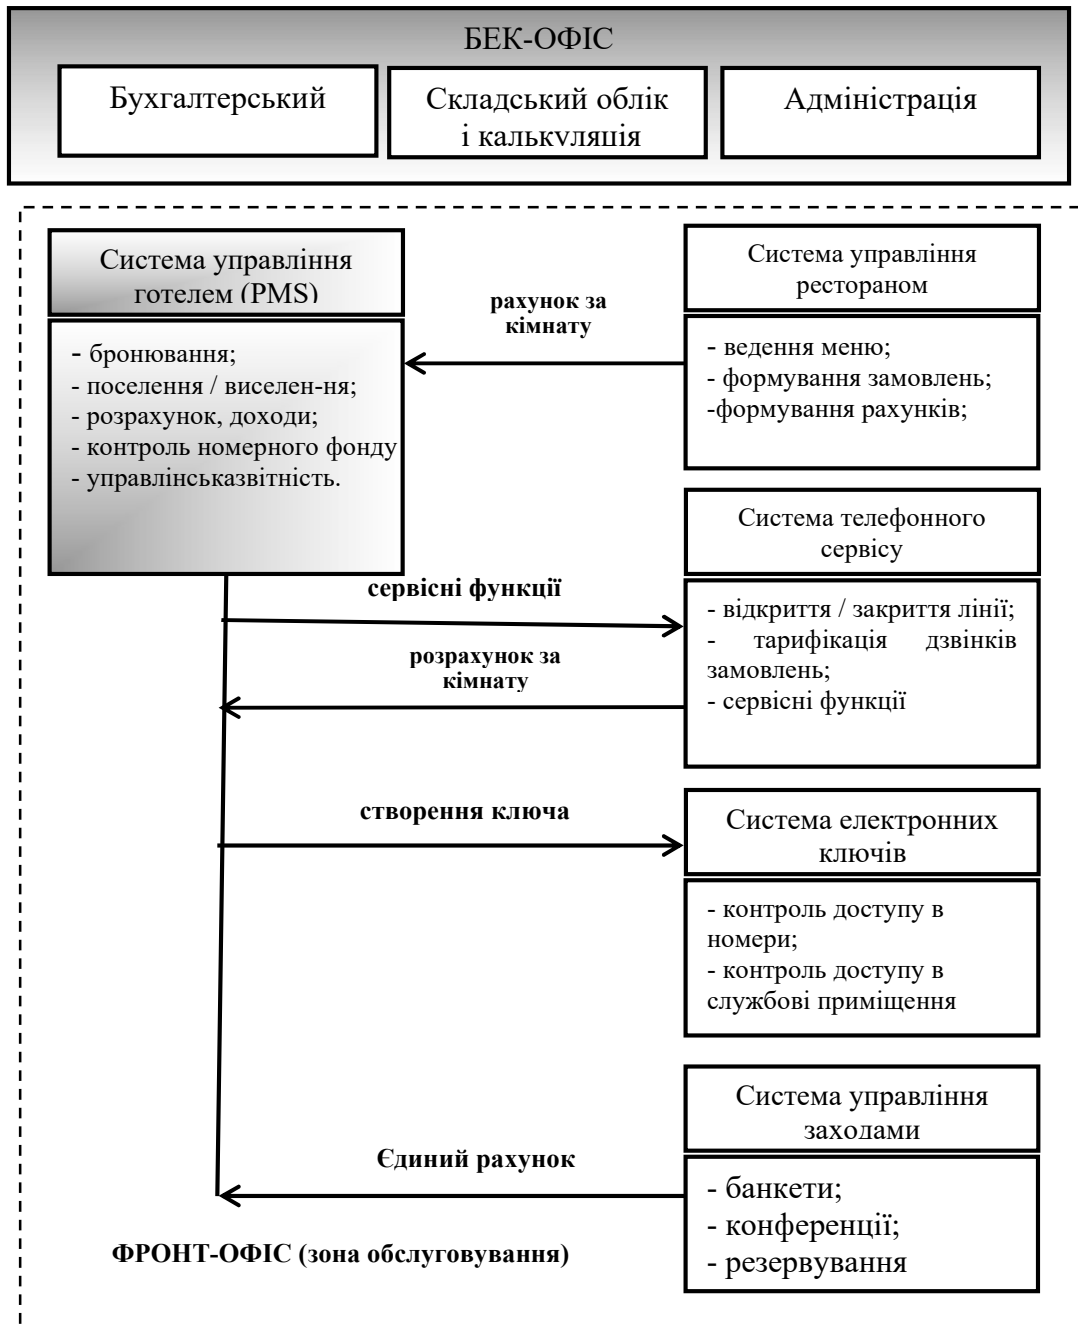 БЕК-ОФІС
Бухгалтерський
Складський облік
і калькуляція
Адміністрація
Система управління
готелем (PMS)
- бронювання;
- поселення / виселен-ня;
- розрахунок, доходи;
- контроль номерного фонду
- управлінськазвітність.
рахунок за
кімнату
Система управління
рестораном
- ведення меню;
- формування замовлень;
-формування рахунків;
сервісні функції
розрахунок за
кімнату
Система телефонного
сервісу
- відкриття / закриття лінії;
- тарифікація дзвінків
замовлень;
- сервісні функції
створення ключа
Система електронних
ключів
- контроль доступу в
номери;
- контроль доступу в
службові приміщення
Єдиний рахунок
Система управління
заходами
- банкети;
- конференції;
- резервування
ФРОНТ-ОФІС (зона обслуговування)